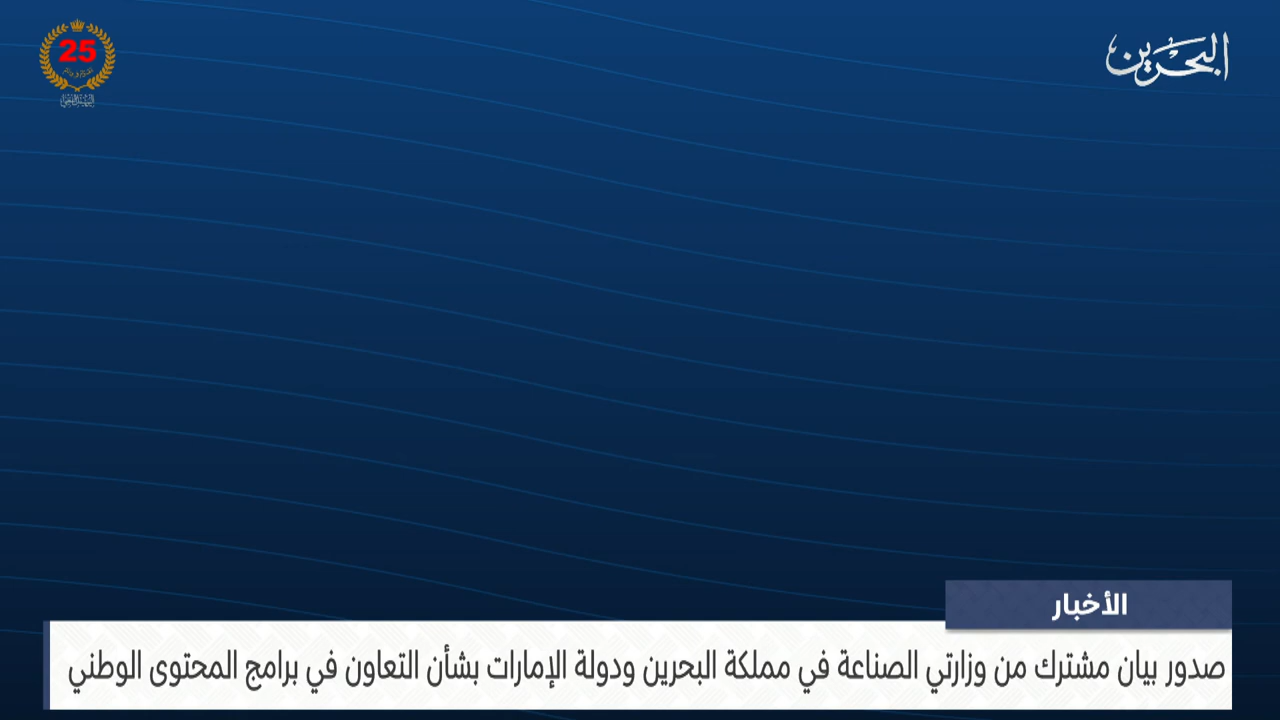 البحرين
25
الأخبار
صدور بيان مشترك من وزارتي الصناعة في مملكة البحرين ودولة الإمارات بشأن التعاون في برامج المحتوى الوطني